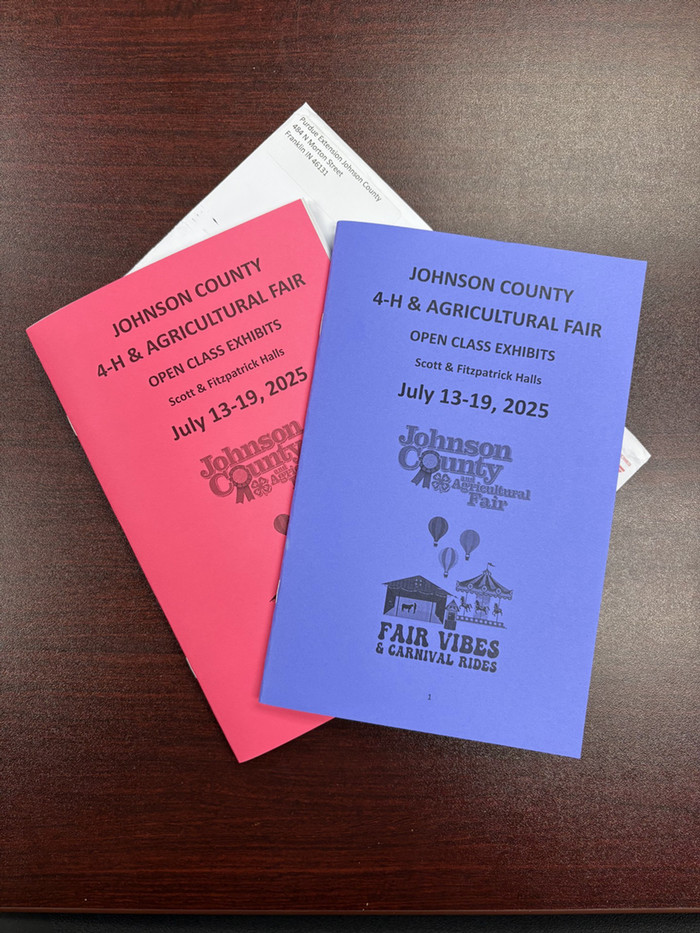 Purdue Extension Johnson County
484 N Morton Street
Franklin IN 46131
JOHNSON COUNTY
4-H & AGRICULTURAL FAIR
OPEN CLASS EXHIBITS
Scott & Fitzpatrick Halls
July 13-19, 2025
Johnson
County
and
Agricultural
JOHNSON COUNTY
4-H & AGRICULTURAL FAIR
OPEN CLASS EXHIBITS
Scott & Fitzpatrick Halls
July 13-19, 2025
Johnson
County
and
Agricultural
Fair
FAIR VIBES
& CARNIVAL RIDES
1